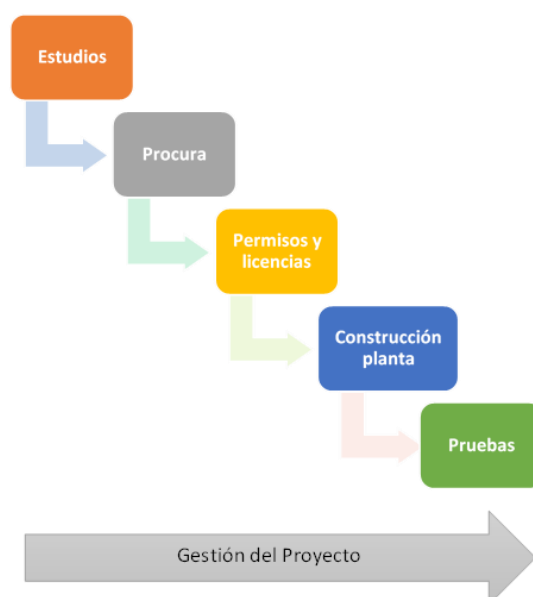 Estudios
Procura
Permisos y
licencias
Construcción
planta
Pruebas
Gestión del Proyecto